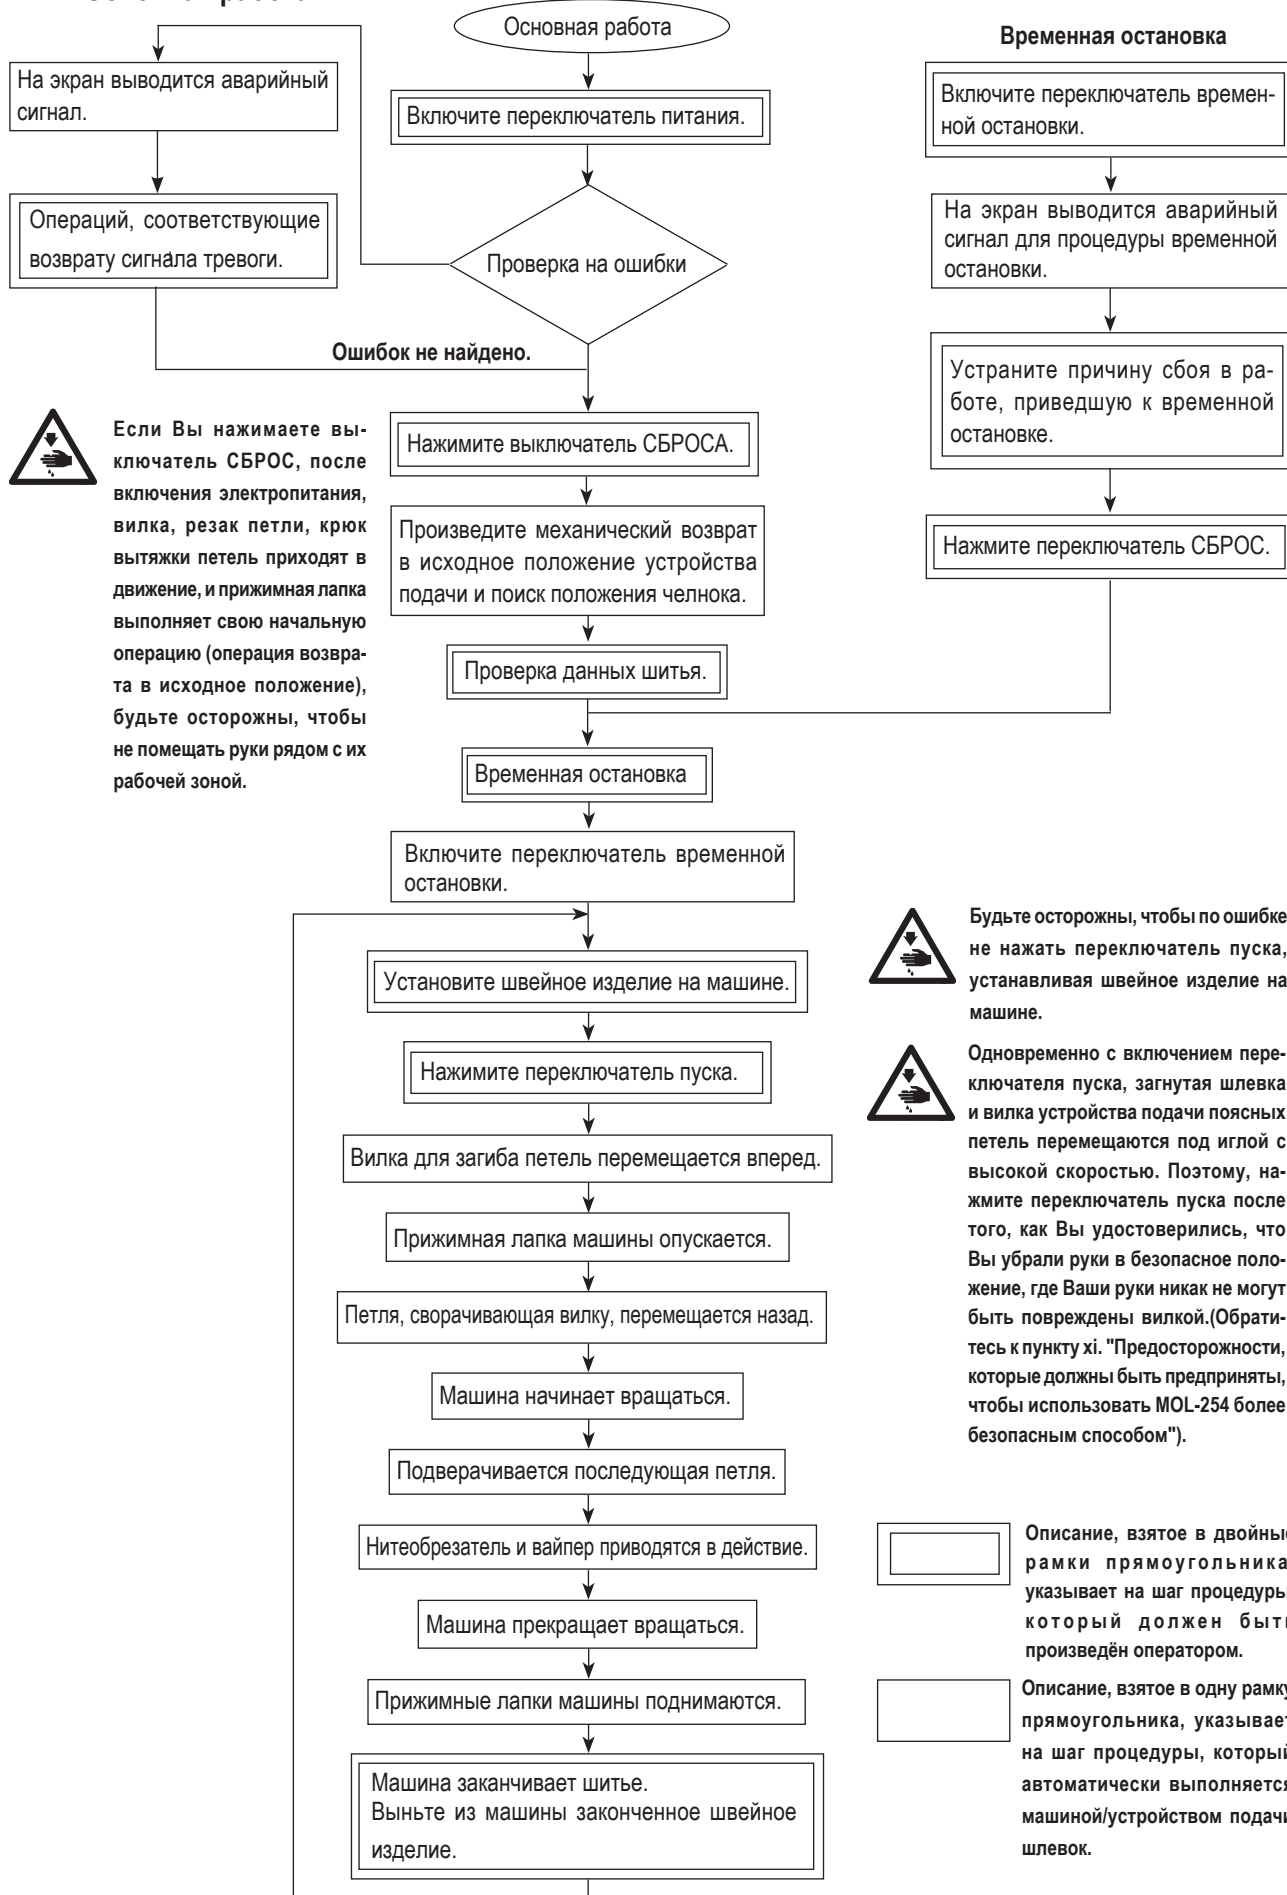 Основная работа
На экран выводится аварийный
сигнал.
Операций, соответствующие
возврату сигнала тревоги.
Включите переключатель питания.
Проверка на ошибки
Ошибок не найдено.
Временная остановка
Включите переключатель времен-
ной остановки.
На экран выводится аварийный
сигнал для процедуры временной
остановки.
Устраните причину сбоя в ра-
боте, приведшую к временной
остановке.
Нажмите переключатель СБРОС.
Если Вы нажимаете вы-
ключатель СБРОС, после
включения электропитания,
вилка, резак петли, крюк
вытяжки петель приходят в
движение, и прижимная лапка
выполняет свою начальную
операцию (операция возвра-
та в исходное положение),
будьте осторожны, чтобы
не помещать руки рядом с их
рабочей зоной.
Нажимите выключатель СБРОСА.
Произведите механический возврат
в исходное положение устройства
подачи и поиск положения челнока.
Проверка данных шитья.
Временная остановка
Включите переключатель временной
остановки.
Установите швейное изделие на машине.
Нажимите переключатель пуска.
Вилка для загиба петель перемещается вперед.
Прижимная лапка машины опускается.
Петля, сворачивающая вилку, перемещается назад.
Машина начинает вращаться.
Подверачивается последующая петля.
Нитеобрезатель и вайпер приводятся в действие.
Машина прекращает вращаться.
Прижимные лапки машины поднимаются.
Машина заканчивает шитье.
Выньте из машины законченное швейное
изделие.
Будьте осторожны, чтобы по ошибке
не нажать переключатель пуска,
устанавливая швейное изделие на
машине.
Одновременно с включением пере-
ключателя пуска, загнутая шлевка
и вилка устройства подачи поясных
петель перемещаются под иглой с
высокой скоростью. Поэтому, на-
жмите переключатель пуска после
того, как Вы удостоверились, что
Вы убрали руки в безопасное поло-
жение, где Ваши руки никак не могут
быть повреждены вилкой.(Обрати-
тесь к пункту xi. "Предосторожности,
которые должны быть предприняты,
чтобы использовать MOL-254 более
безопасным способом").
Описание, взятое в двойные
рамки прямоугольника
указывает на шаг процедуры
который должен быть
произведён оператором.
Описание, взятое в одну рамку
прямоугольника, указывает
на шаг процедуры, который
автоматически выполняется
машиной/устройством подачи
шлевок.